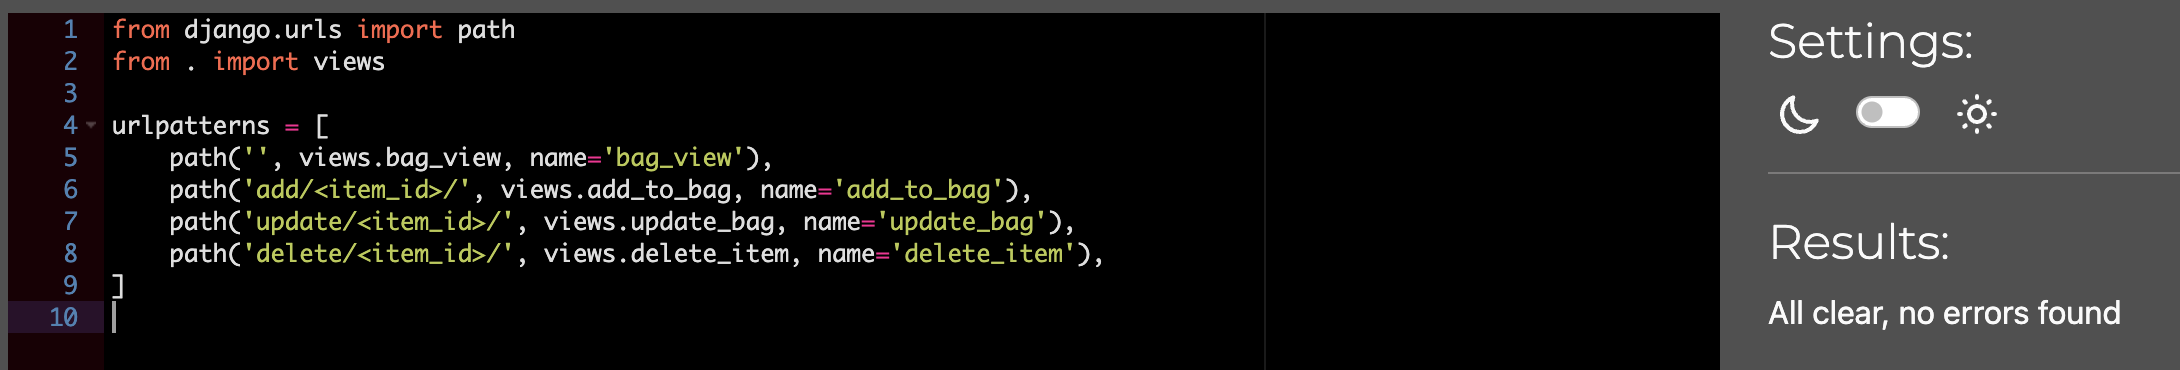 1 from django.urls import path
2 from . import views
3
4 urlpatterns = [
5     path('', views.bag_view, name='bag_view'),
6     path('add/<item_id>/', views.add_to_bag, name='add_to_bag'),
7     path('update/<item_id>/', views.update_bag, name='update_bag'),
8     path('delete/<item_id>/', views.delete_item, name='delete_item'),
9 ]
10
Settings:
Results:
All clear, no errors found